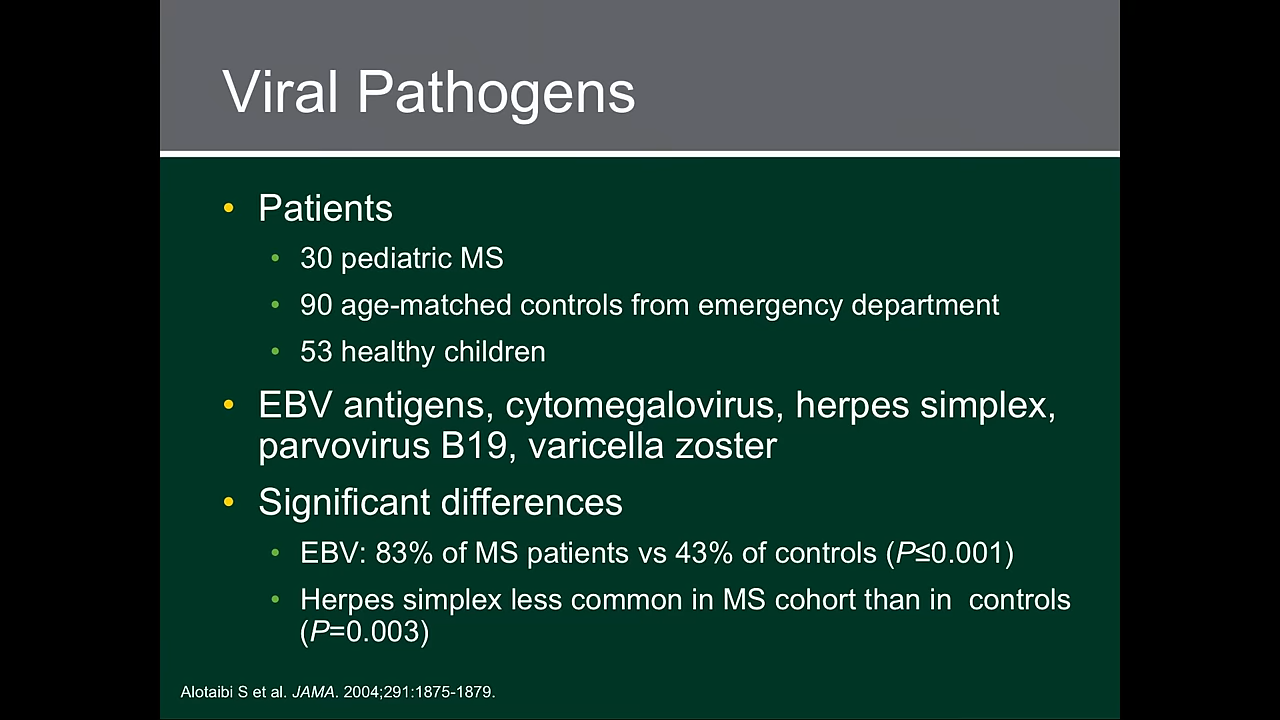 Viral Pathogens
• Patients
• 30 pediatric MS
• 90 age-matched controls from emergency department
• 53 healthy children
• EBV antigens, cytomegalovirus, herpes simplex,
parvovirus B19, varicella zoster
• Significant differences
• EBV: 83% of MS patients vs 43% of controls (P≤0.001)
• Herpes simplex less common in MS cohort than in  controls
(P=0.003)
Alotaibi S et al. JAMA. 2004;291:1875-1879.